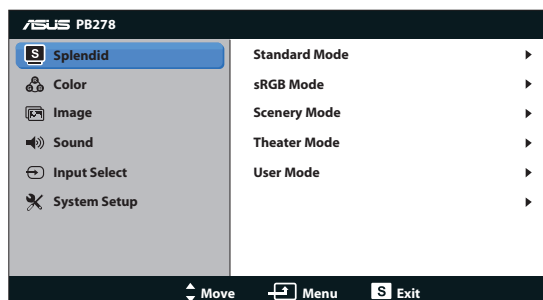 ASUS PB278
S Splendid
Color
Image
Sound
Input Select
System Setup
Standard Mode
sRGB Mode
Scenery Mode
Theater Mode
User Mode
Move Menu S Exit